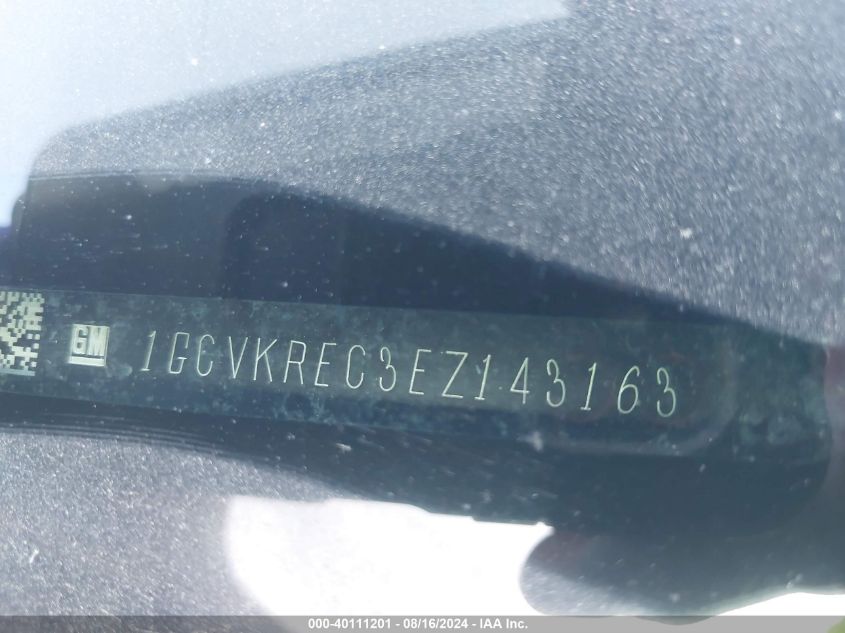 GM 1GCVKREC3EZ143163
000-40111201 - 08/16/2024 - IAA Inc.